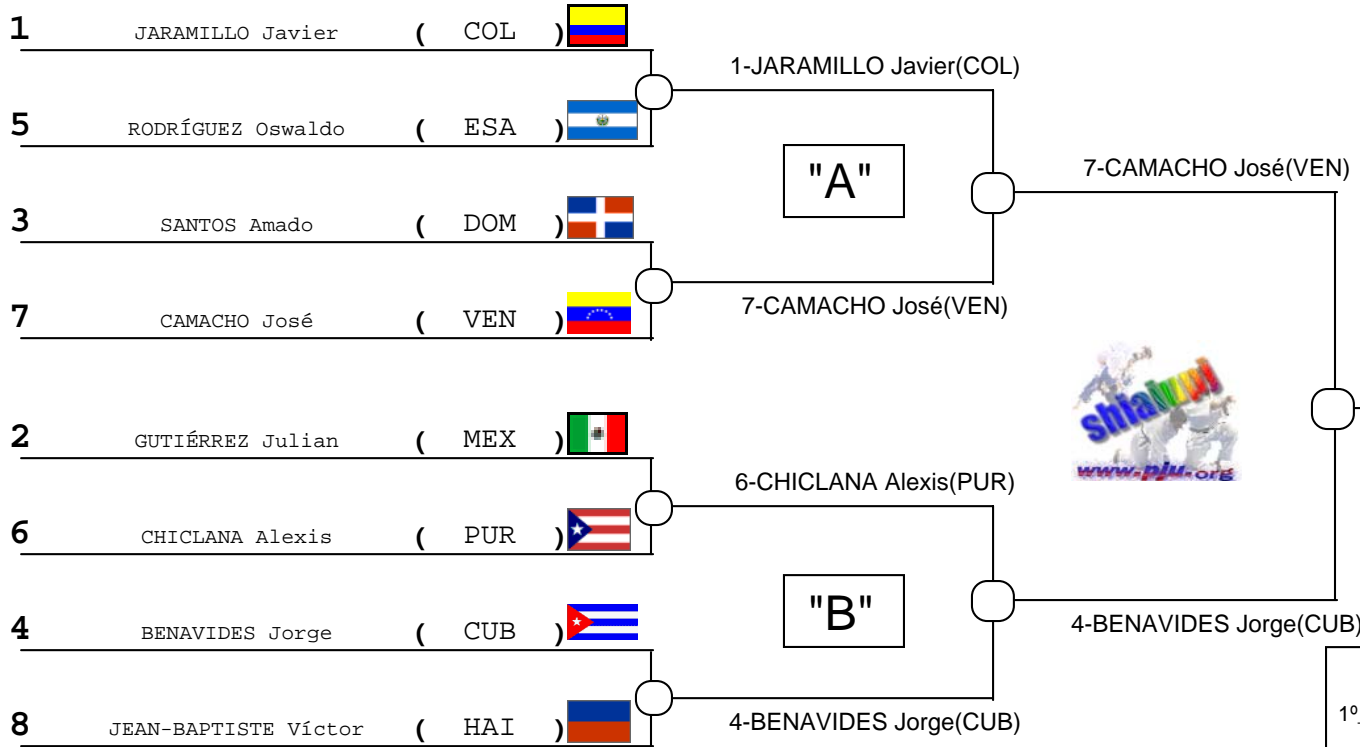 1 JARAMILLO Javier ( COL )
1-JARAMILLO Javier(COL)
5 RODRÍGUEZ Oswaldo ( ESA )
"A"
7-CAMACHO José(VEN)
3 SANTOS Amado ( DOM )
7-CAMACHO José(VEN)
7 CAMACHO José ( VEN )
2 GUTIÉRREZ Julian ( MEX )
www.pju.org
6-CHICLANA Alexis(PUR)
6 CHICLANA Alexis ( PUR )
"B"
4 BENAVIDES Jorge ( CUB )
4-BENAVIDES Jorge(CUB)
4-BENAVIDES Jorge(CUB)
8 JEAN-BAPTISTE Víctor ( HAI )
1º